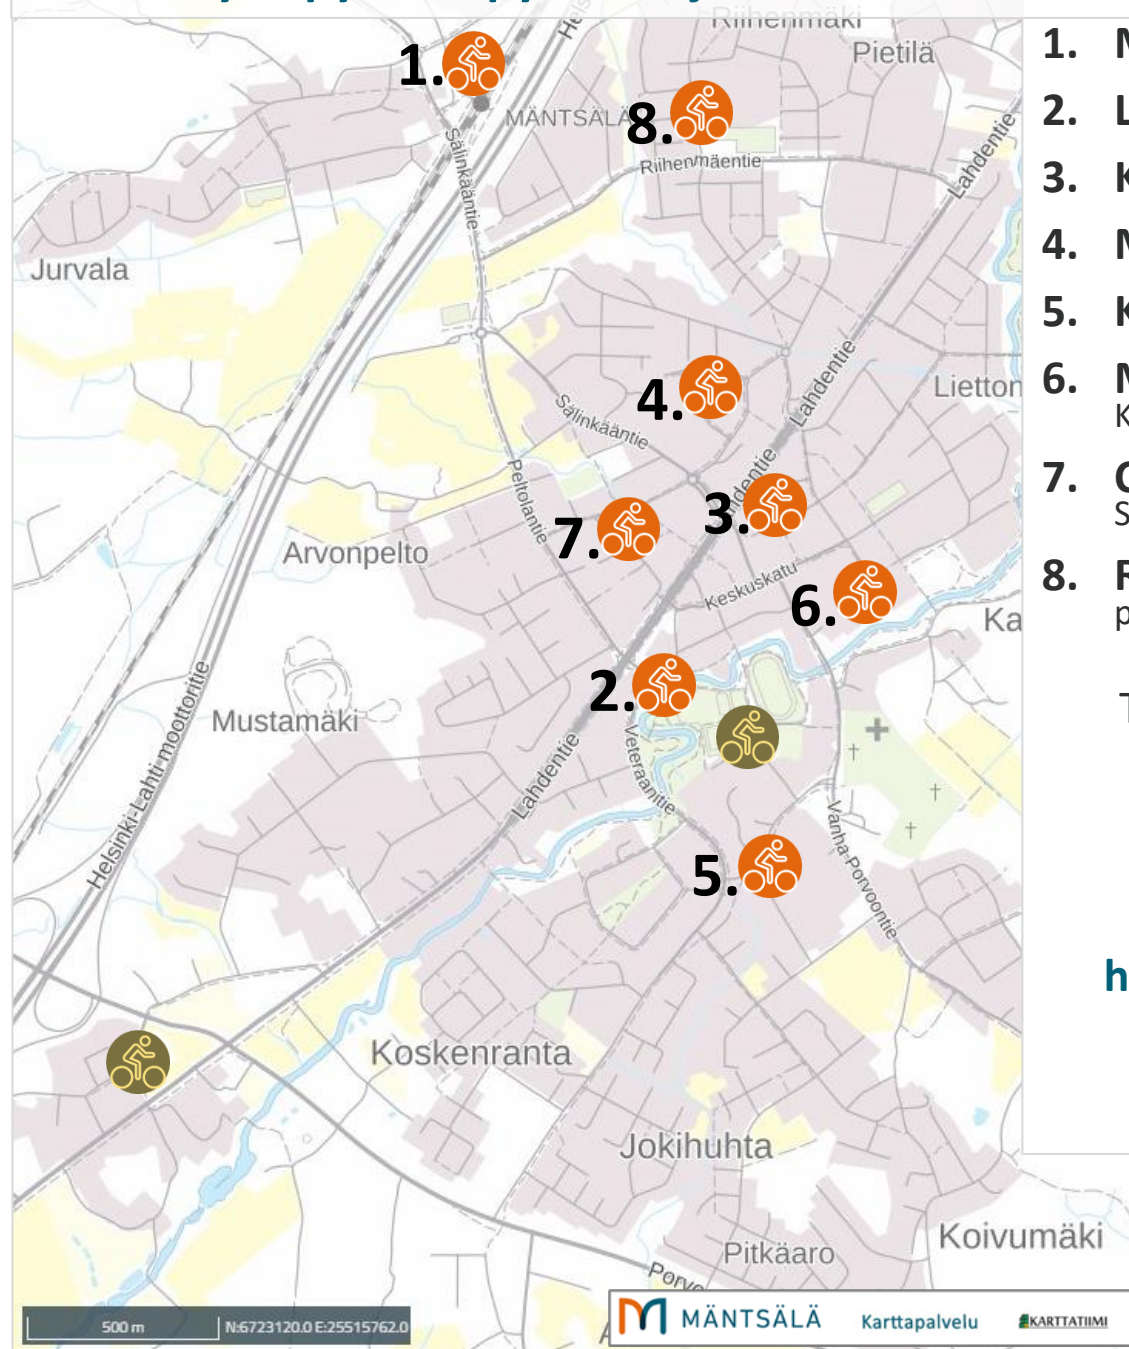 Riihenmäki
Pietilä
1.
MÄNTSÄLÄ
8.
Riihenmäentie
Lahdentie
Sälinkääntie
Jurvala
Lahdentie
Lietton
4.
Sälinkääntie
Peltolantie
3.
7.
Arvonpelto
Keskuskatu
6.
Ka
2.
Mustamäki
Helsinki-Lahti-moottoritie
Lahdentie
Veteraanitie
Vanha Porvoontie
5.
Koskenranta
Jokihuhta
Koivumäki
Pitkäaro
Porvo
500 m
N:6723120.0 E:25515762.0
MÄNTSÄLÄ Karttapalvelu KARTTATIIMI
1. M
2. L
3. K
4. M
5. K
6. M
K
7. O
S
8. R
p
T
h